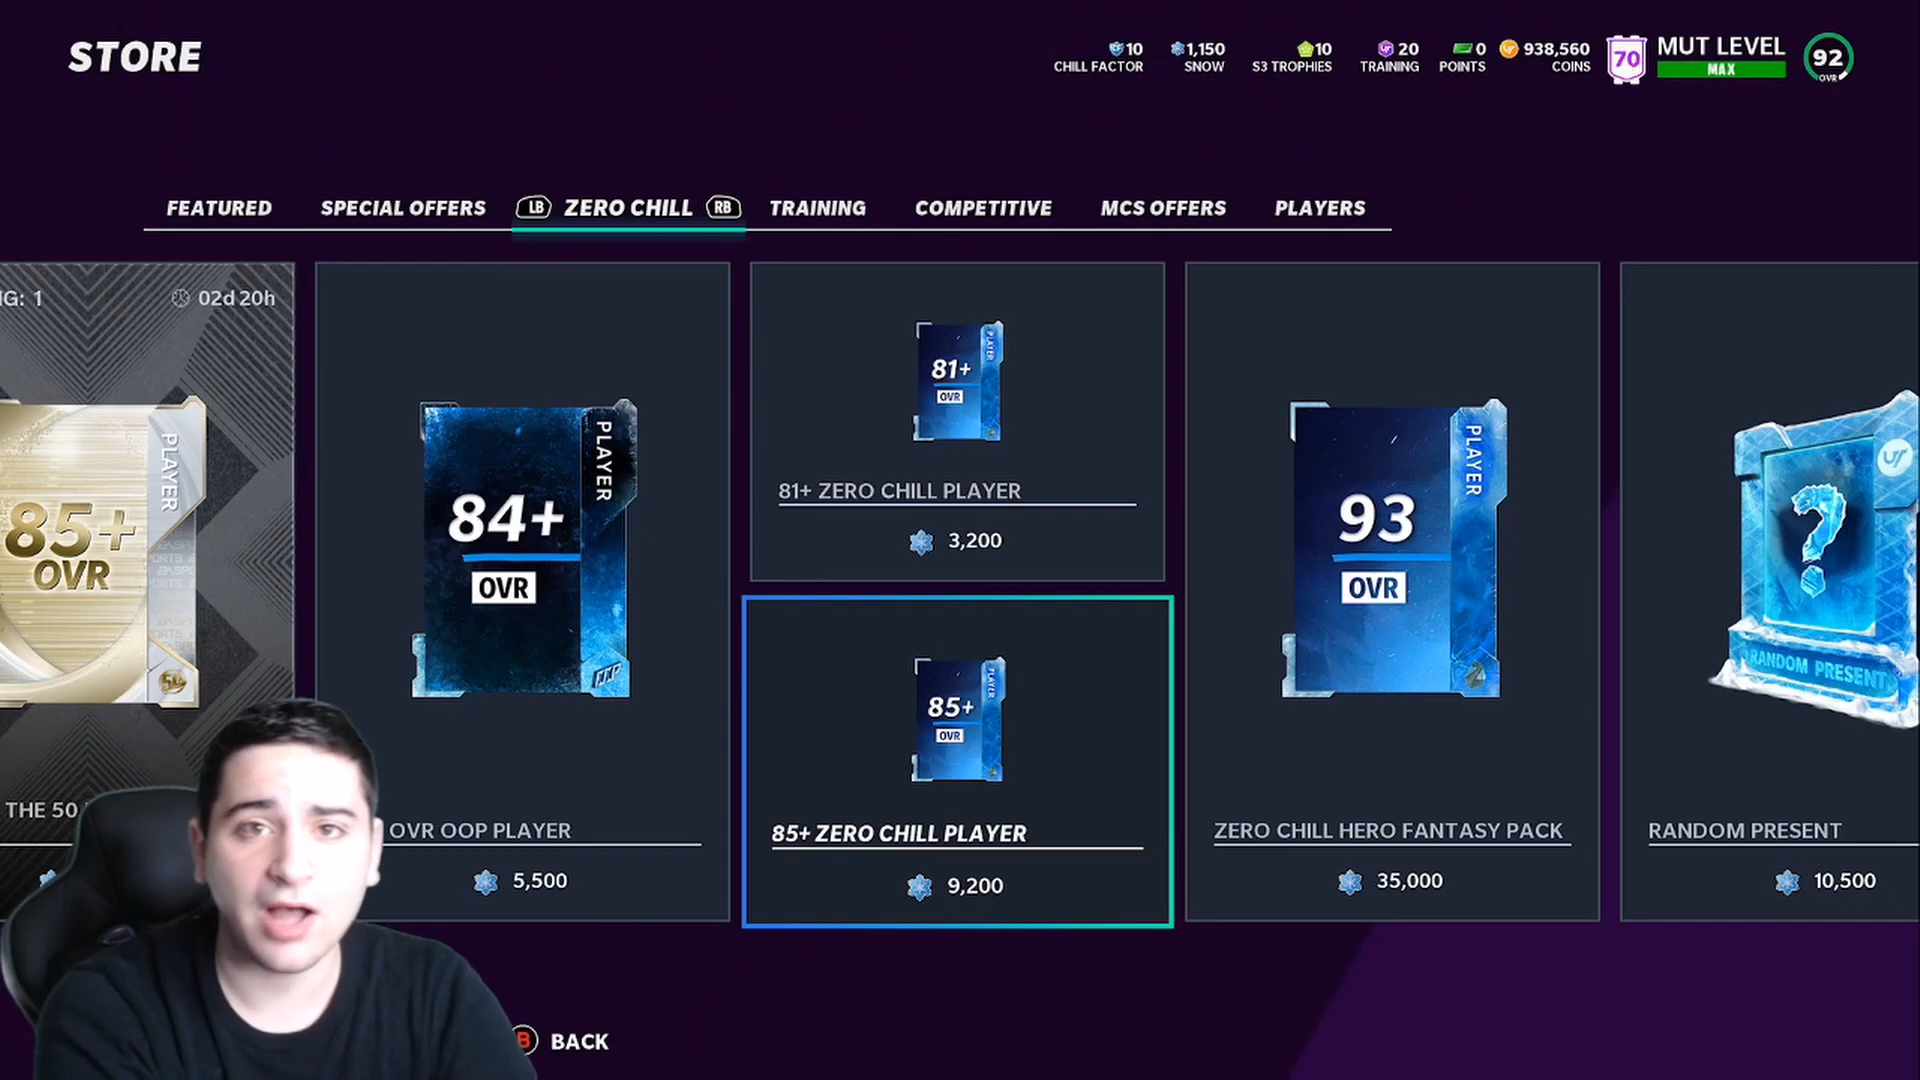 STORE
10
CHILL FACTOR
1,150
SNOW
10
S3 TROPHIES
20
TRAINING
0
POINTS
938,560
COINS
70
MUT LEVEL
MAX
92
OVR
FEATURED
SPECIAL OFFERS
LB
ZERO CHILL
RB
TRAINING
COMPETITIVE
MCS OFFERS
PLAYERS
G: 1
02d 20h
85+
OVR
PLAYER
THE 50
84+
OVR
PLAYER
OVR OOP PLAYER
5,500
81+
OVR
PLAYER
81+ ZERO CHILL PLAYER
3,200
85+
OVR
PLAYER
85+ ZERO CHILL PLAYER
9,200
93
OVR
PLAYER
ZERO CHILL HERO FANTASY PACK
35,000
?
RANDOM PRESENT
RANDOM PRESENT
10,500
B BACK